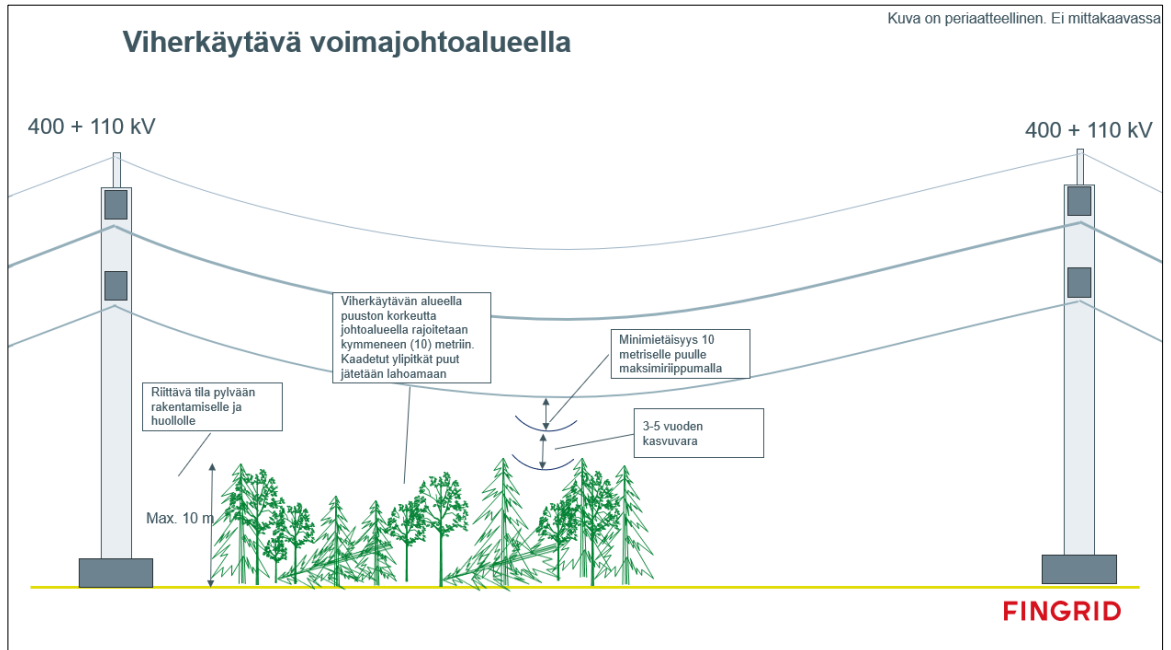 Kuva on periaatteellinen. Ei mittakaavassa
Viherkäytävä voimajohtoalueella
400 + 110 kV
400 + 110 kV
Viherkäytävän alueella
puuston korkeutta
johtoalueella rajoitetaan
kymmeneen (10) metriin.
Kaadetut ylipitkät puut
jätetään lahoamaan
Minimietäisyys 10
metriselle puulle
maksimiriippumalla
Riittävä tila pylvään
rakentamiselle ja
huollolle
3-5 vuoden
kasvuvara
Max. 10 m
FINGRID